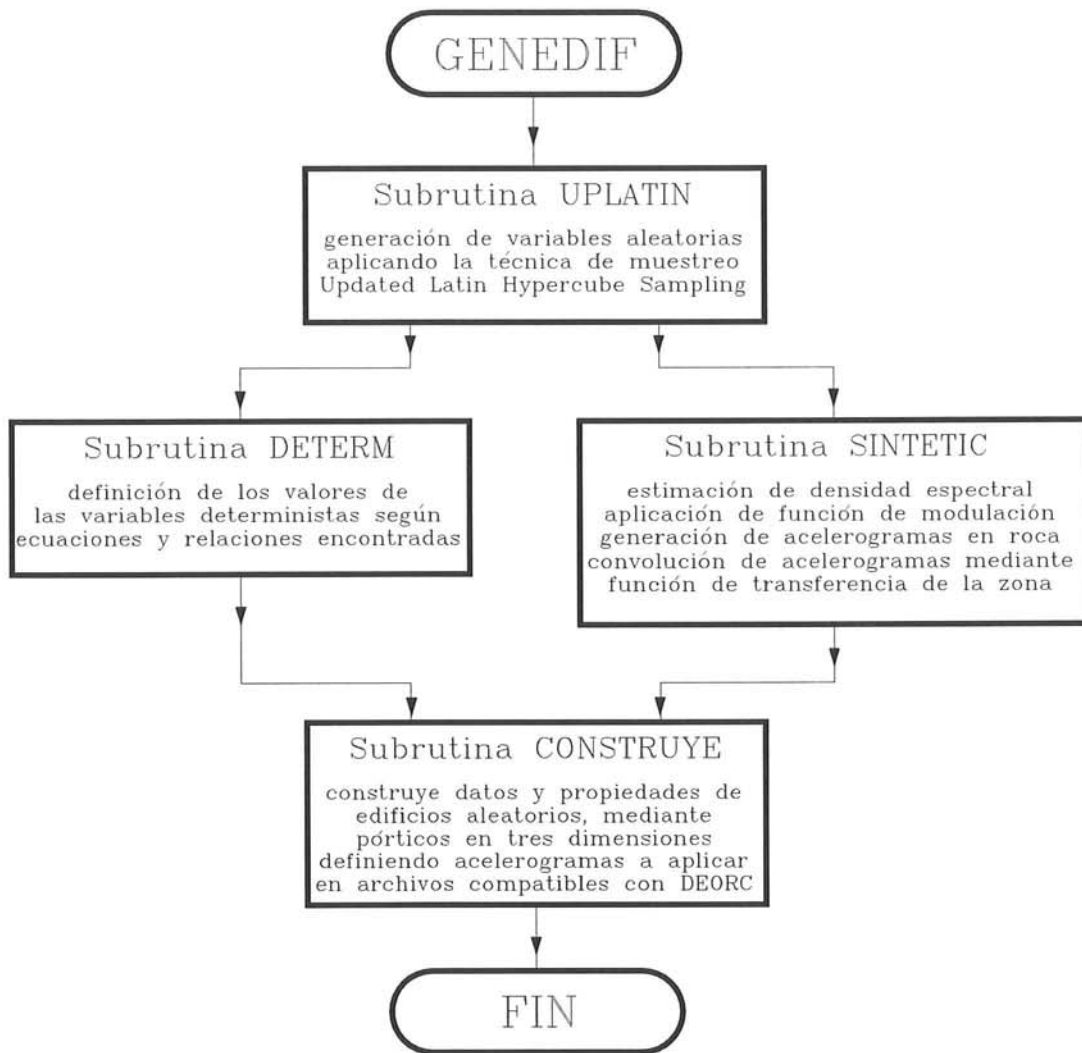 GENEDIF
Subrutina UPLATIN
generación de variables aleatorias
aplicando la técnica de muestreo
Updated Latin Hypercube Sampling
Subrutina DETERM
definición de los valores de
las variables deterministas según
ecuaciones y relaciones encontradas
Subrutina SINTETIC
estimación de densidad espectral
aplicación de función de modulación
generación de acelerogramas en roca
convolución de acelerogramas mediante
función de transferencia de la zona
Subrutina CONSTRUYE
construye datos y propiedades de
edificios aleatorios, mediante
pórticos en tres dimensiones
definiendo acelerogramas a aplicar
en archivos compatibles con DEORC
FIN